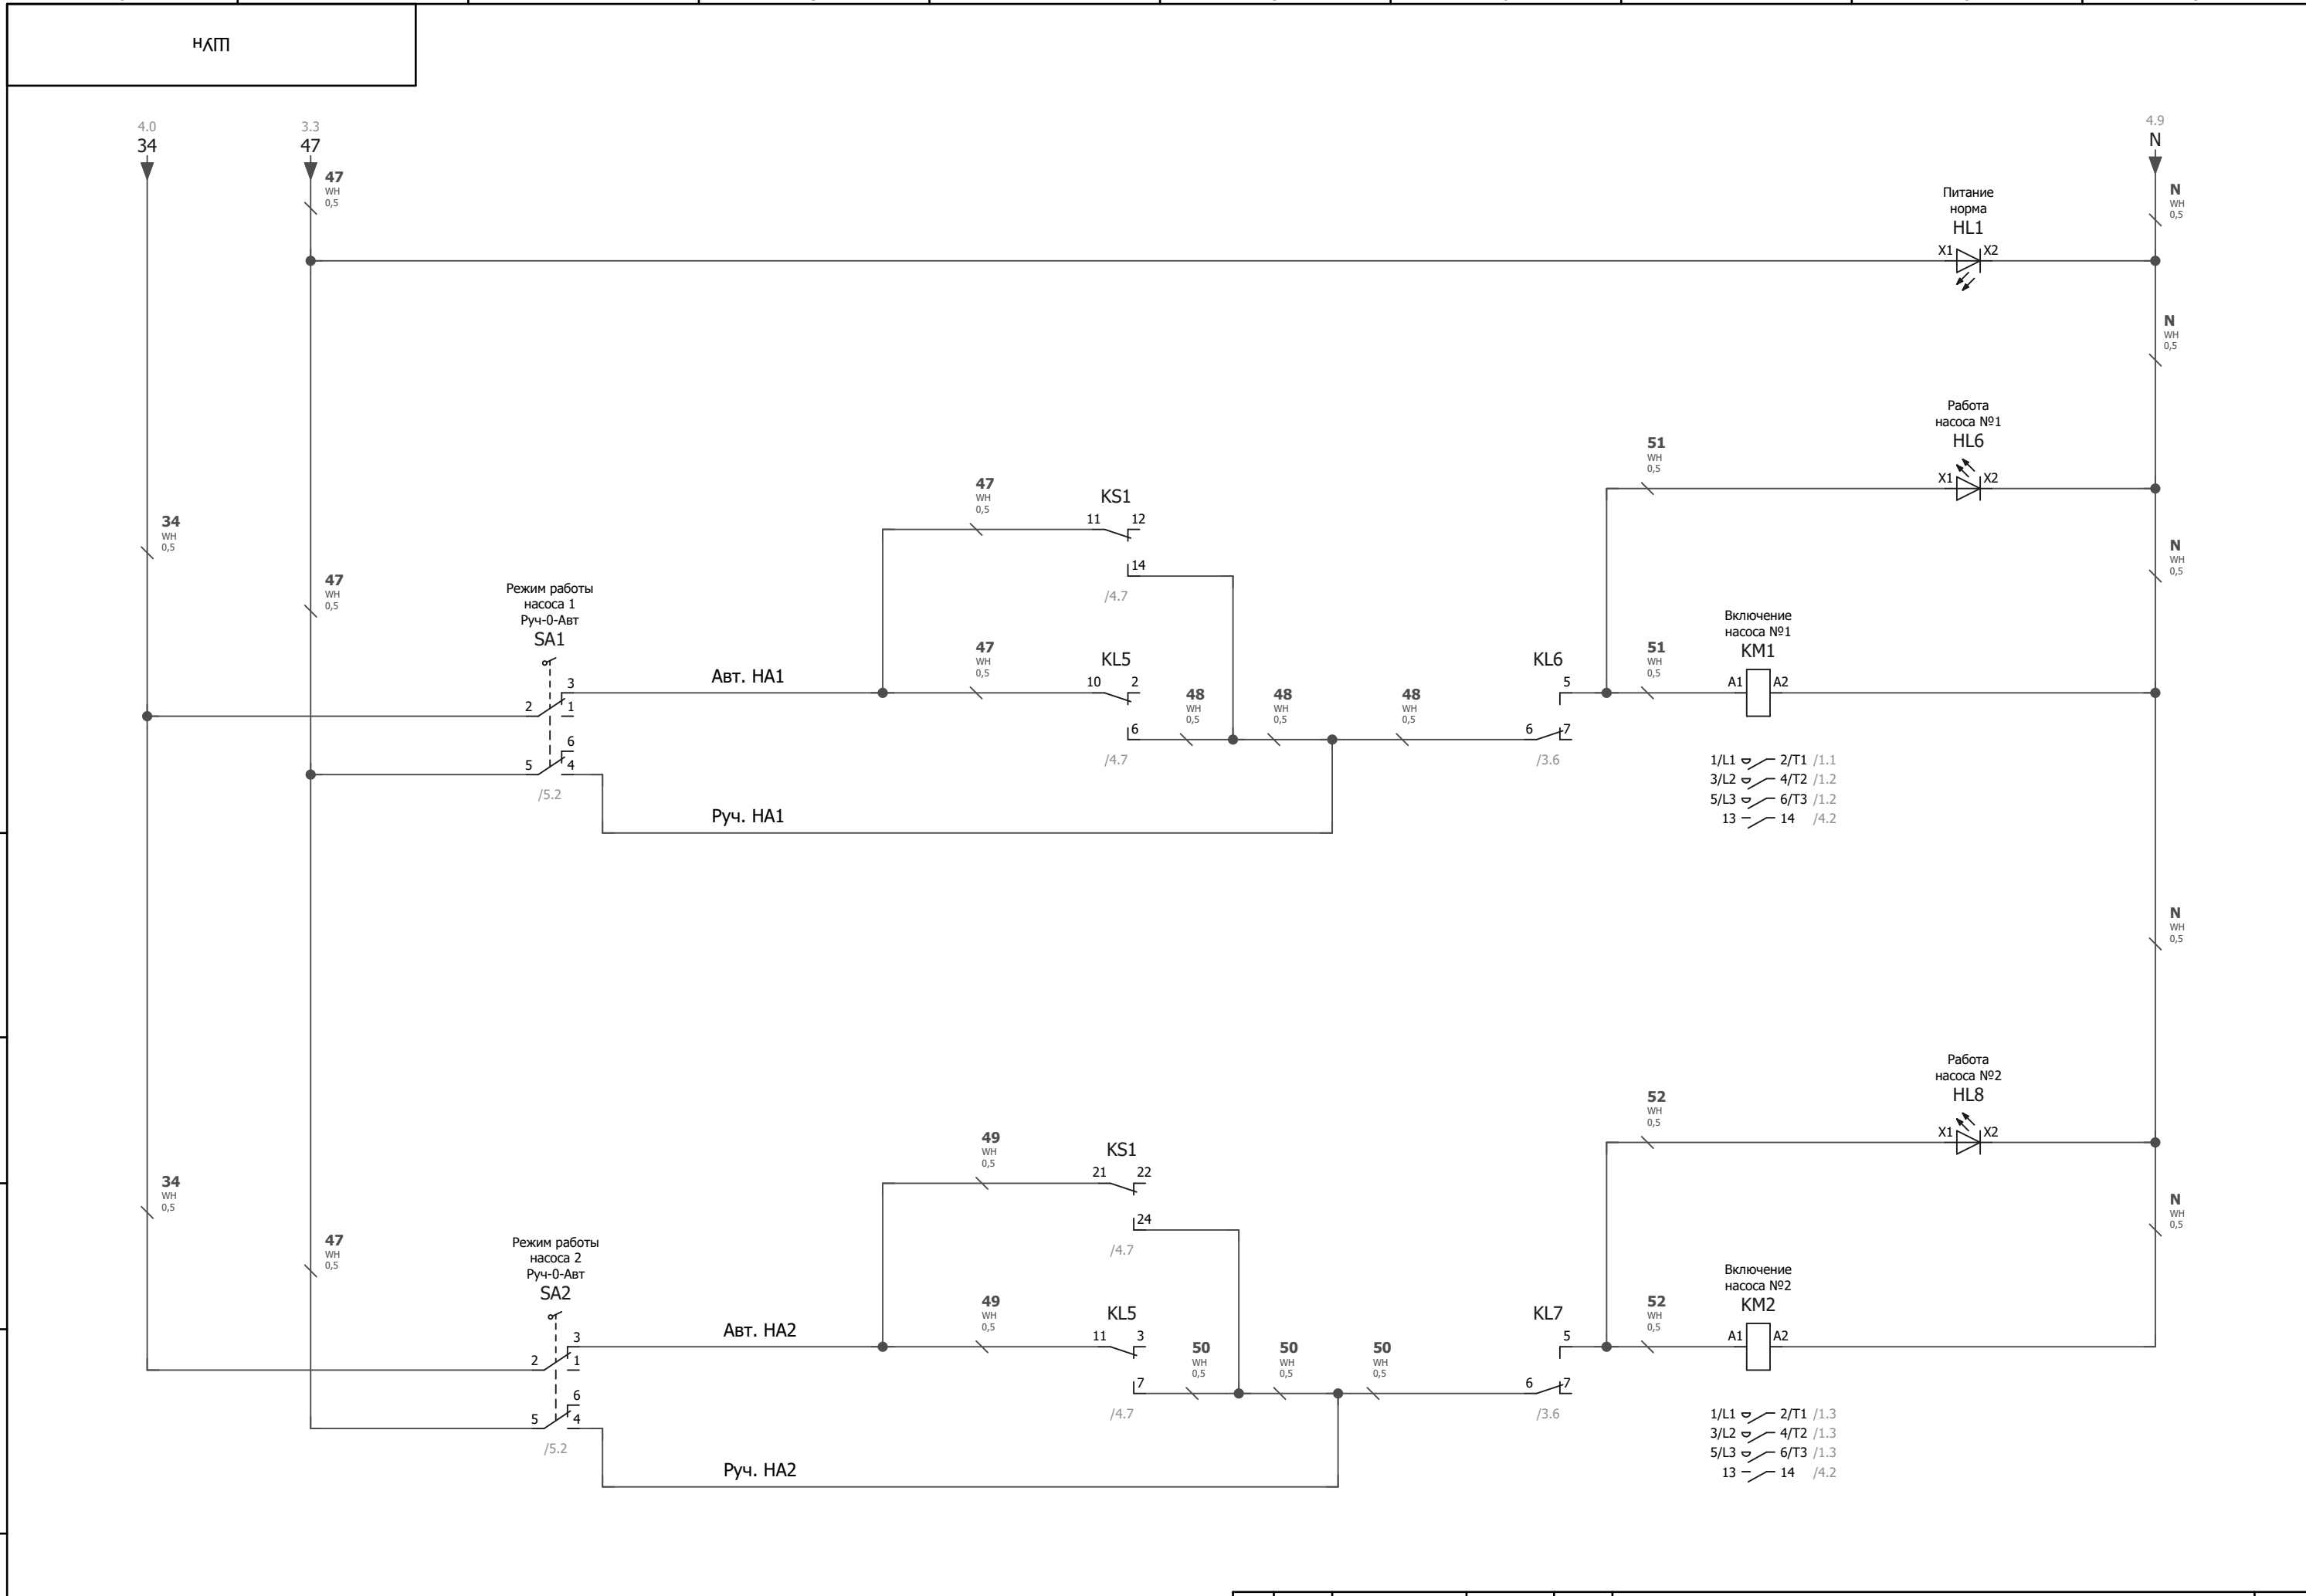 ШУН
4.0
34
3.3
47
4.9
N
47
WH
0,5
N
WH
0,5
Питание
норма
HL1
X1 X2
N
WH
0,5
Работа
насоса №1
HL6
X1 X2
51
WH
0,5
47
WH
0,5
KS1
11 12
14
/4.7
34
WH
0,5
N
WH
0,5
47
WH
0,5
Режим работы
насоса 1
Руч-0-Авт
SA1
3
2 1
6
5 4
/5.2
Авт. НА1
Руч. НА1
47
WH
0,5
KL5
10 2
6
/4.7
48
WH
0,5
48
WH
0,5
48
WH
0,5
KL6
5
6 7
/3.6
51
WH
0,5
Включение
насоса №1
KM1
A1 A2
1/L1 2/T1 /1.1
3/L2 4/T2 /1.2
5/L3 6/T3 /1.2
13 14 /4.2
N
WH
0,5
Работа
насоса №2
HL8
X1 X2
52
WH
0,5
49
WH
0,5
KS1
21 22
24
/4.7
34
WH
0,5
N
WH
0,5
47
WH
0,5
Режим работы
насоса 2
Руч-0-Авт
SA2
3
2 1
6
5 4
/5.2
Авт. НА2
Руч. НА2
49
WH
0,5
KL5
11 3
7
/4.7
50
WH
0,5
50
WH
0,5
50
WH
0,5
KL7
5
6 7
/3.6
52
WH
0,5
Включение
насоса №2
KM2
A1 A2
1/L1 2/T1 /1.3
3/L2 4/T2 /1.3
5/L3 6/T3 /1.3
13 14 /4.2